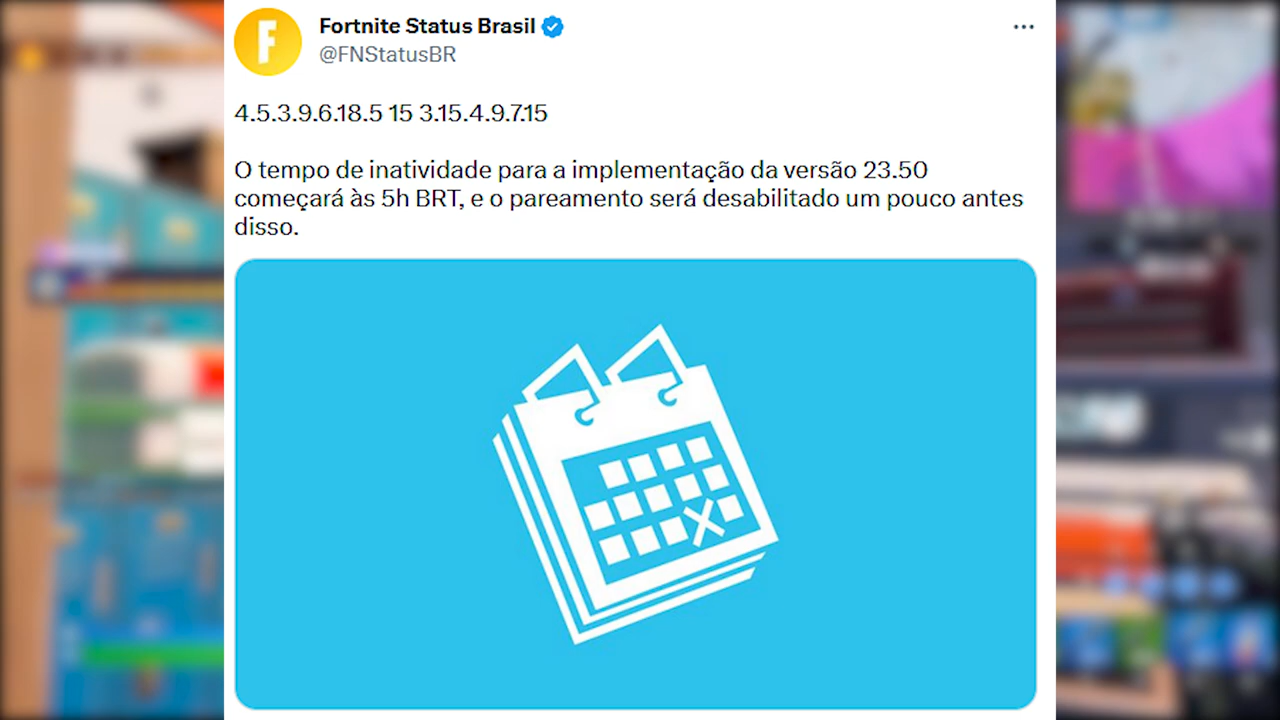 Fortnite Status Brasil
@FNStatusBR
4.5.3.9.6.18.5 15 3.15.4.9.7.15
O tempo de inatividade para a implementação da versão 23.50
começará às 5h BRT, e o pareamento será desabilitado um pouco antes
disso.